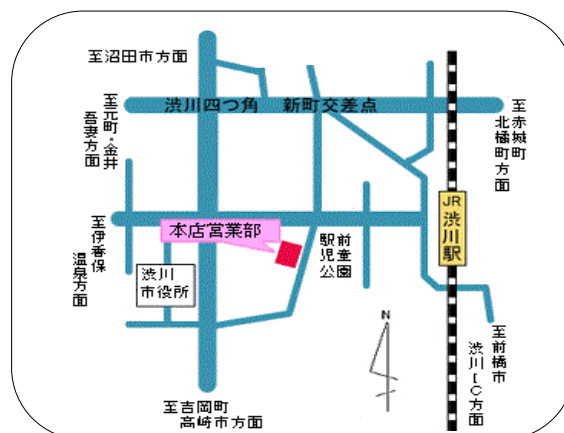 至沼田市方面
渋川四つ角
新町交差点
至元町・金井
吾妻方面
至赤城町
北橘町方面
JR
渋川駅
本店営業部
駅前
児童
公園
至伊香保
温泉方面
渋川
市役所
N
至前橋市
渋川IC方面
至吉岡町
高崎市方面